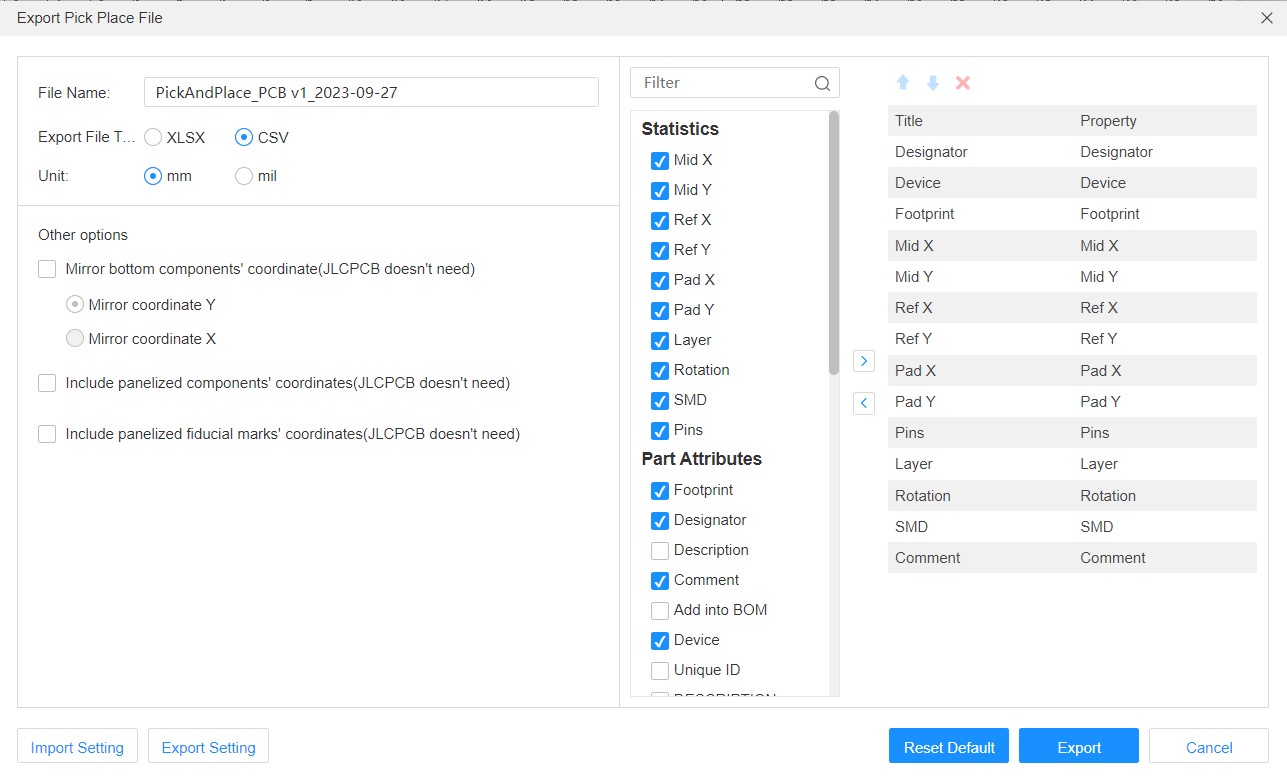 Export Pick Place File
File Name: PickAndPlace_PCB v1_2023-09-27
Export File T... XLSX CSV
Unit: mm mil
Other options
Mirror bottom components' coordinate(JLCPCB doesn't need)
Mirror coordinate Y
Mirror coordinate X
Include panelized components' coordinates(JLCPCB doesn't need)
Include panelized fiducial marks' coordinates(JLCPCB doesn't need)
Filter
Statistics
Mid X
Mid Y
Ref X
Ref Y
Pad X
Pad Y
Layer
Rotation
SMD
Pins
Part Attributes
Footprint
Designator
Description
Comment
Add into BOM
Device
Unique ID
DESCRIPTION
Title Property
Designator Designator
Device Device
Footprint Footprint
Mid X Mid X
Mid Y Mid Y
Ref X Ref X
Ref Y Ref Y
Pad X Pad X
Pad Y Pad Y
Pins Pins
Layer Layer
Rotation Rotation
SMD SMD
Comment Comment
Import Setting Export Setting Reset Default Export Cancel